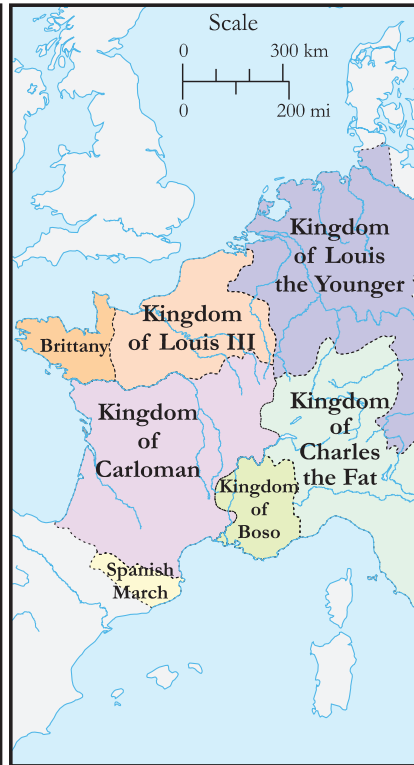 Scale
0 300 km
0 200 mi
Kingdom
of Louis
the Younger
Kingdom
of Louis III
Brittany
Kingdom
of
Carloman
Kingdom
of
Charles
the Fat
Kingdom
of
Boso
Spanish
March